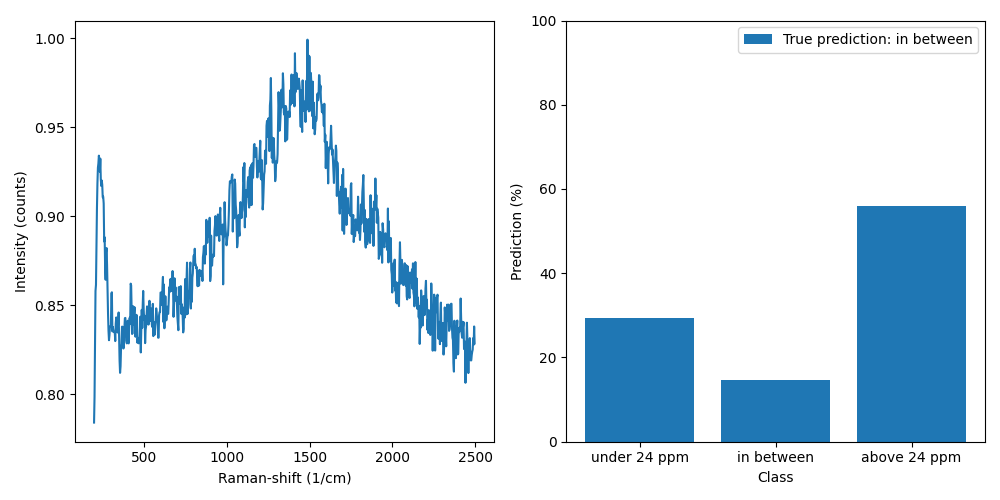 1.00
0.95
0.90
0.85
0.80
Intensity (counts)
500
1000
1500
2000
2500
Raman-shift (1/cm)
100
80
60
40
20
0
Prediction (%)
True prediction: in between
under 24 ppm
in between
above 24 ppm
Class